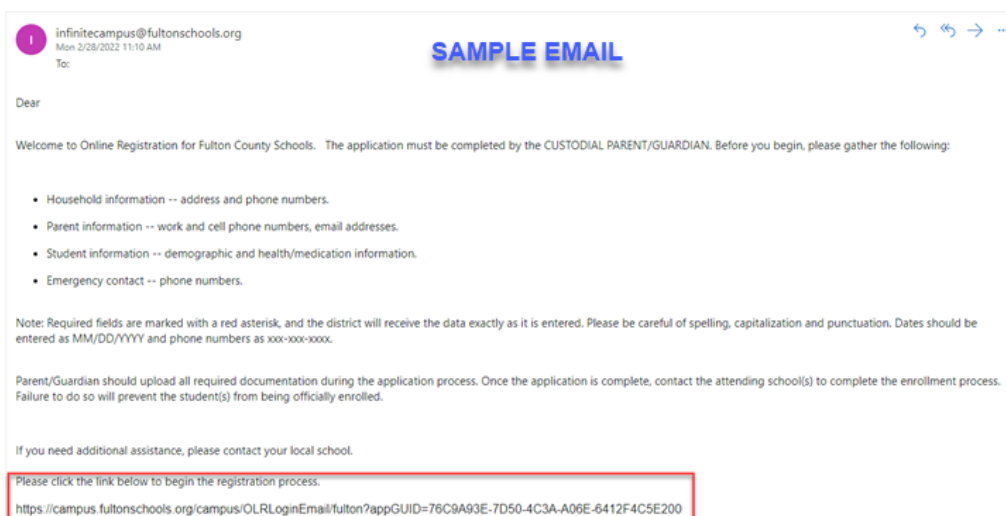 I
infinitecampus@fultonschools.org
Mon 2/28/2022 11:10 AM
To:
SAMPLE EMAIL
Dear
Welcome to Online Registration for Fulton County Schools. The application must be completed by the CUSTODIAL PARENT/GUARDIAN. Before you begin, please gather the following:
• Household information -- address and phone numbers.
• Parent information -- work and cell phone numbers, email addresses.
• Student information -- demographic and health/medication information.
• Emergency contact -- phone numbers.
Note: Required fields are marked with a red asterisk, and the district will receive the data exactly as it is entered. Please be careful of spelling, capitalization and punctuation. Dates should be
entered as MM/DD/YYYY and phone numbers as xxx-xxx-xxxx.
Parent/Guardian should upload all required documentation during the application process. Once the application is complete, contact the attending school(s) to complete the enrollment process.
Failure to do so will prevent the student(s) from being officially enrolled.
If you need additional assistance, please contact your local school.
Please click the link below to begin the registration process.
https://campus.fultonschools.org/campus/OLRLoginEmail/fulton?appGUID=76C9A93E-7D50-4C3A-A06E-6412F4C5E200